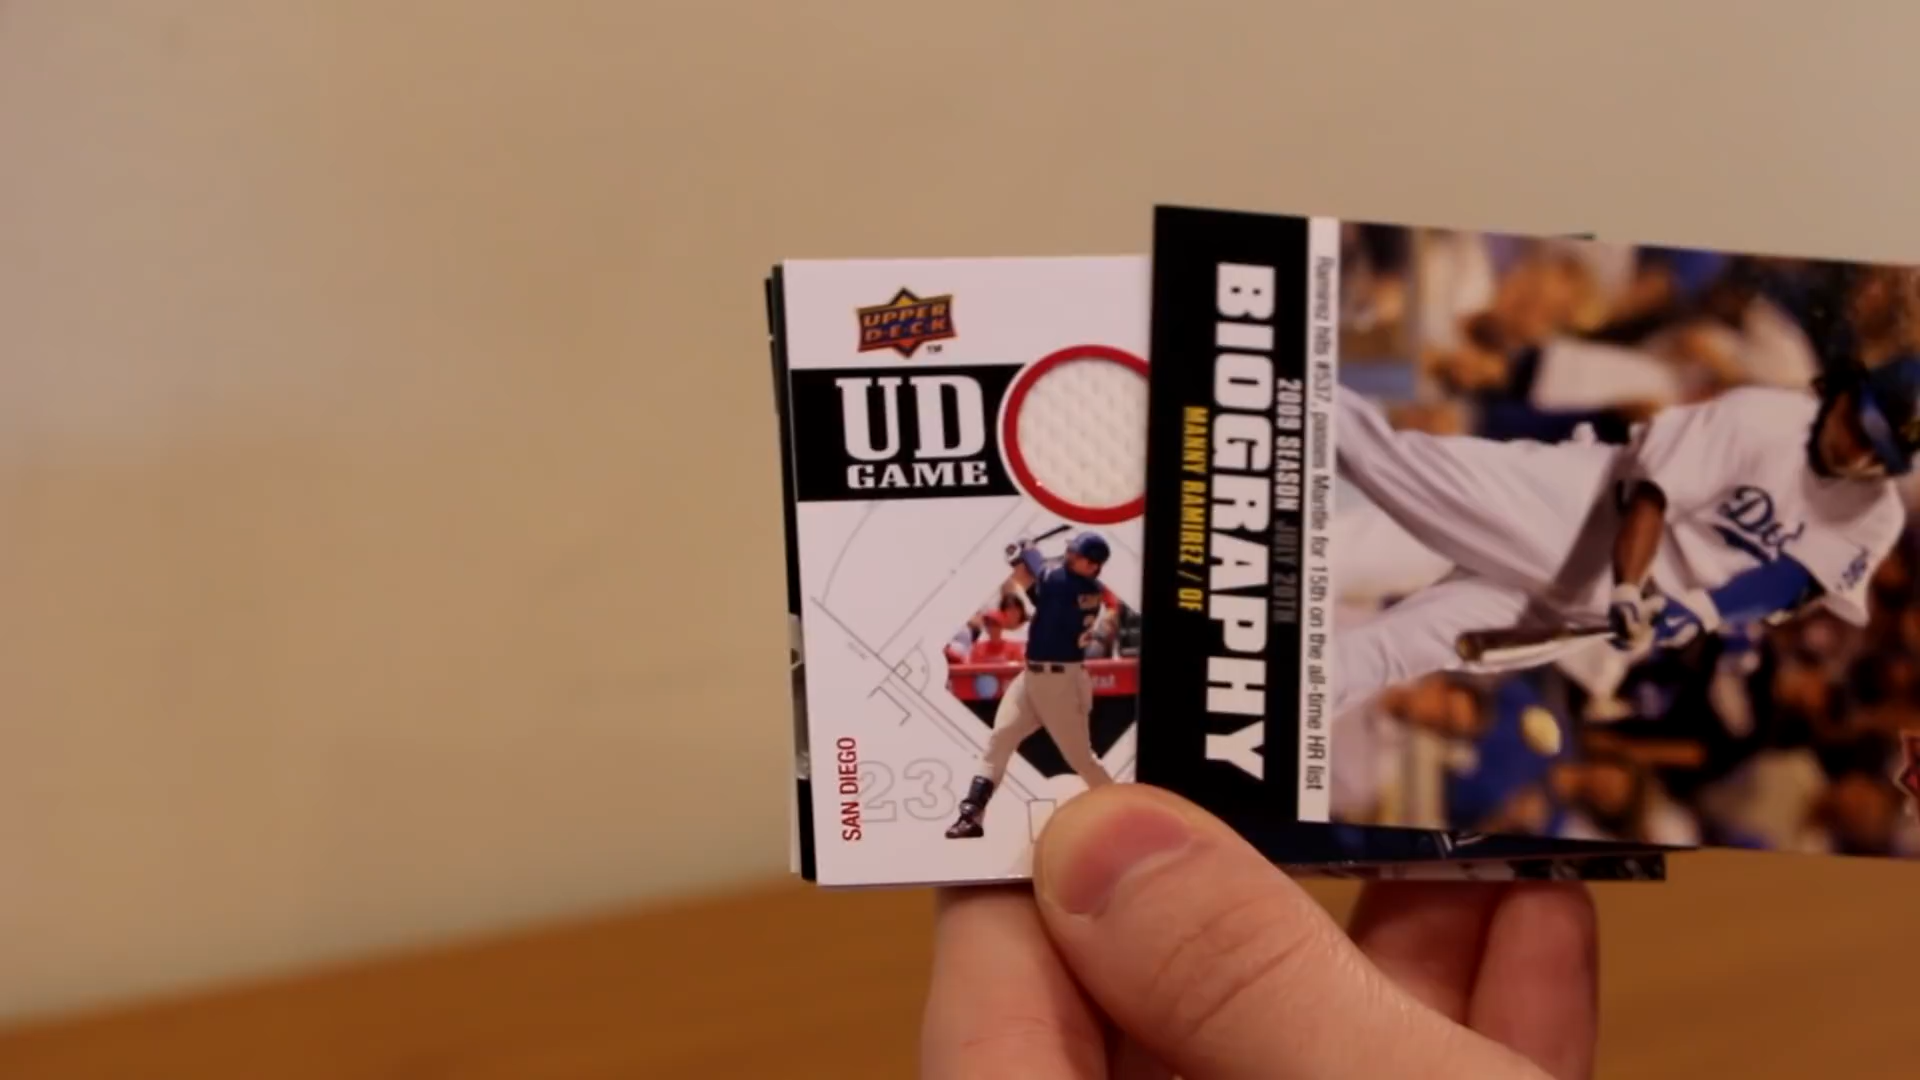 UPPER
DECK
TM
UD
GAME
SAN DIEGO
23
BIOGRAPHY
2009 SEASON JULY 20TH
MANNY RAMIREZ / OF
Ramirez hits #537, passes Mantle for 15th on the all-time HR list